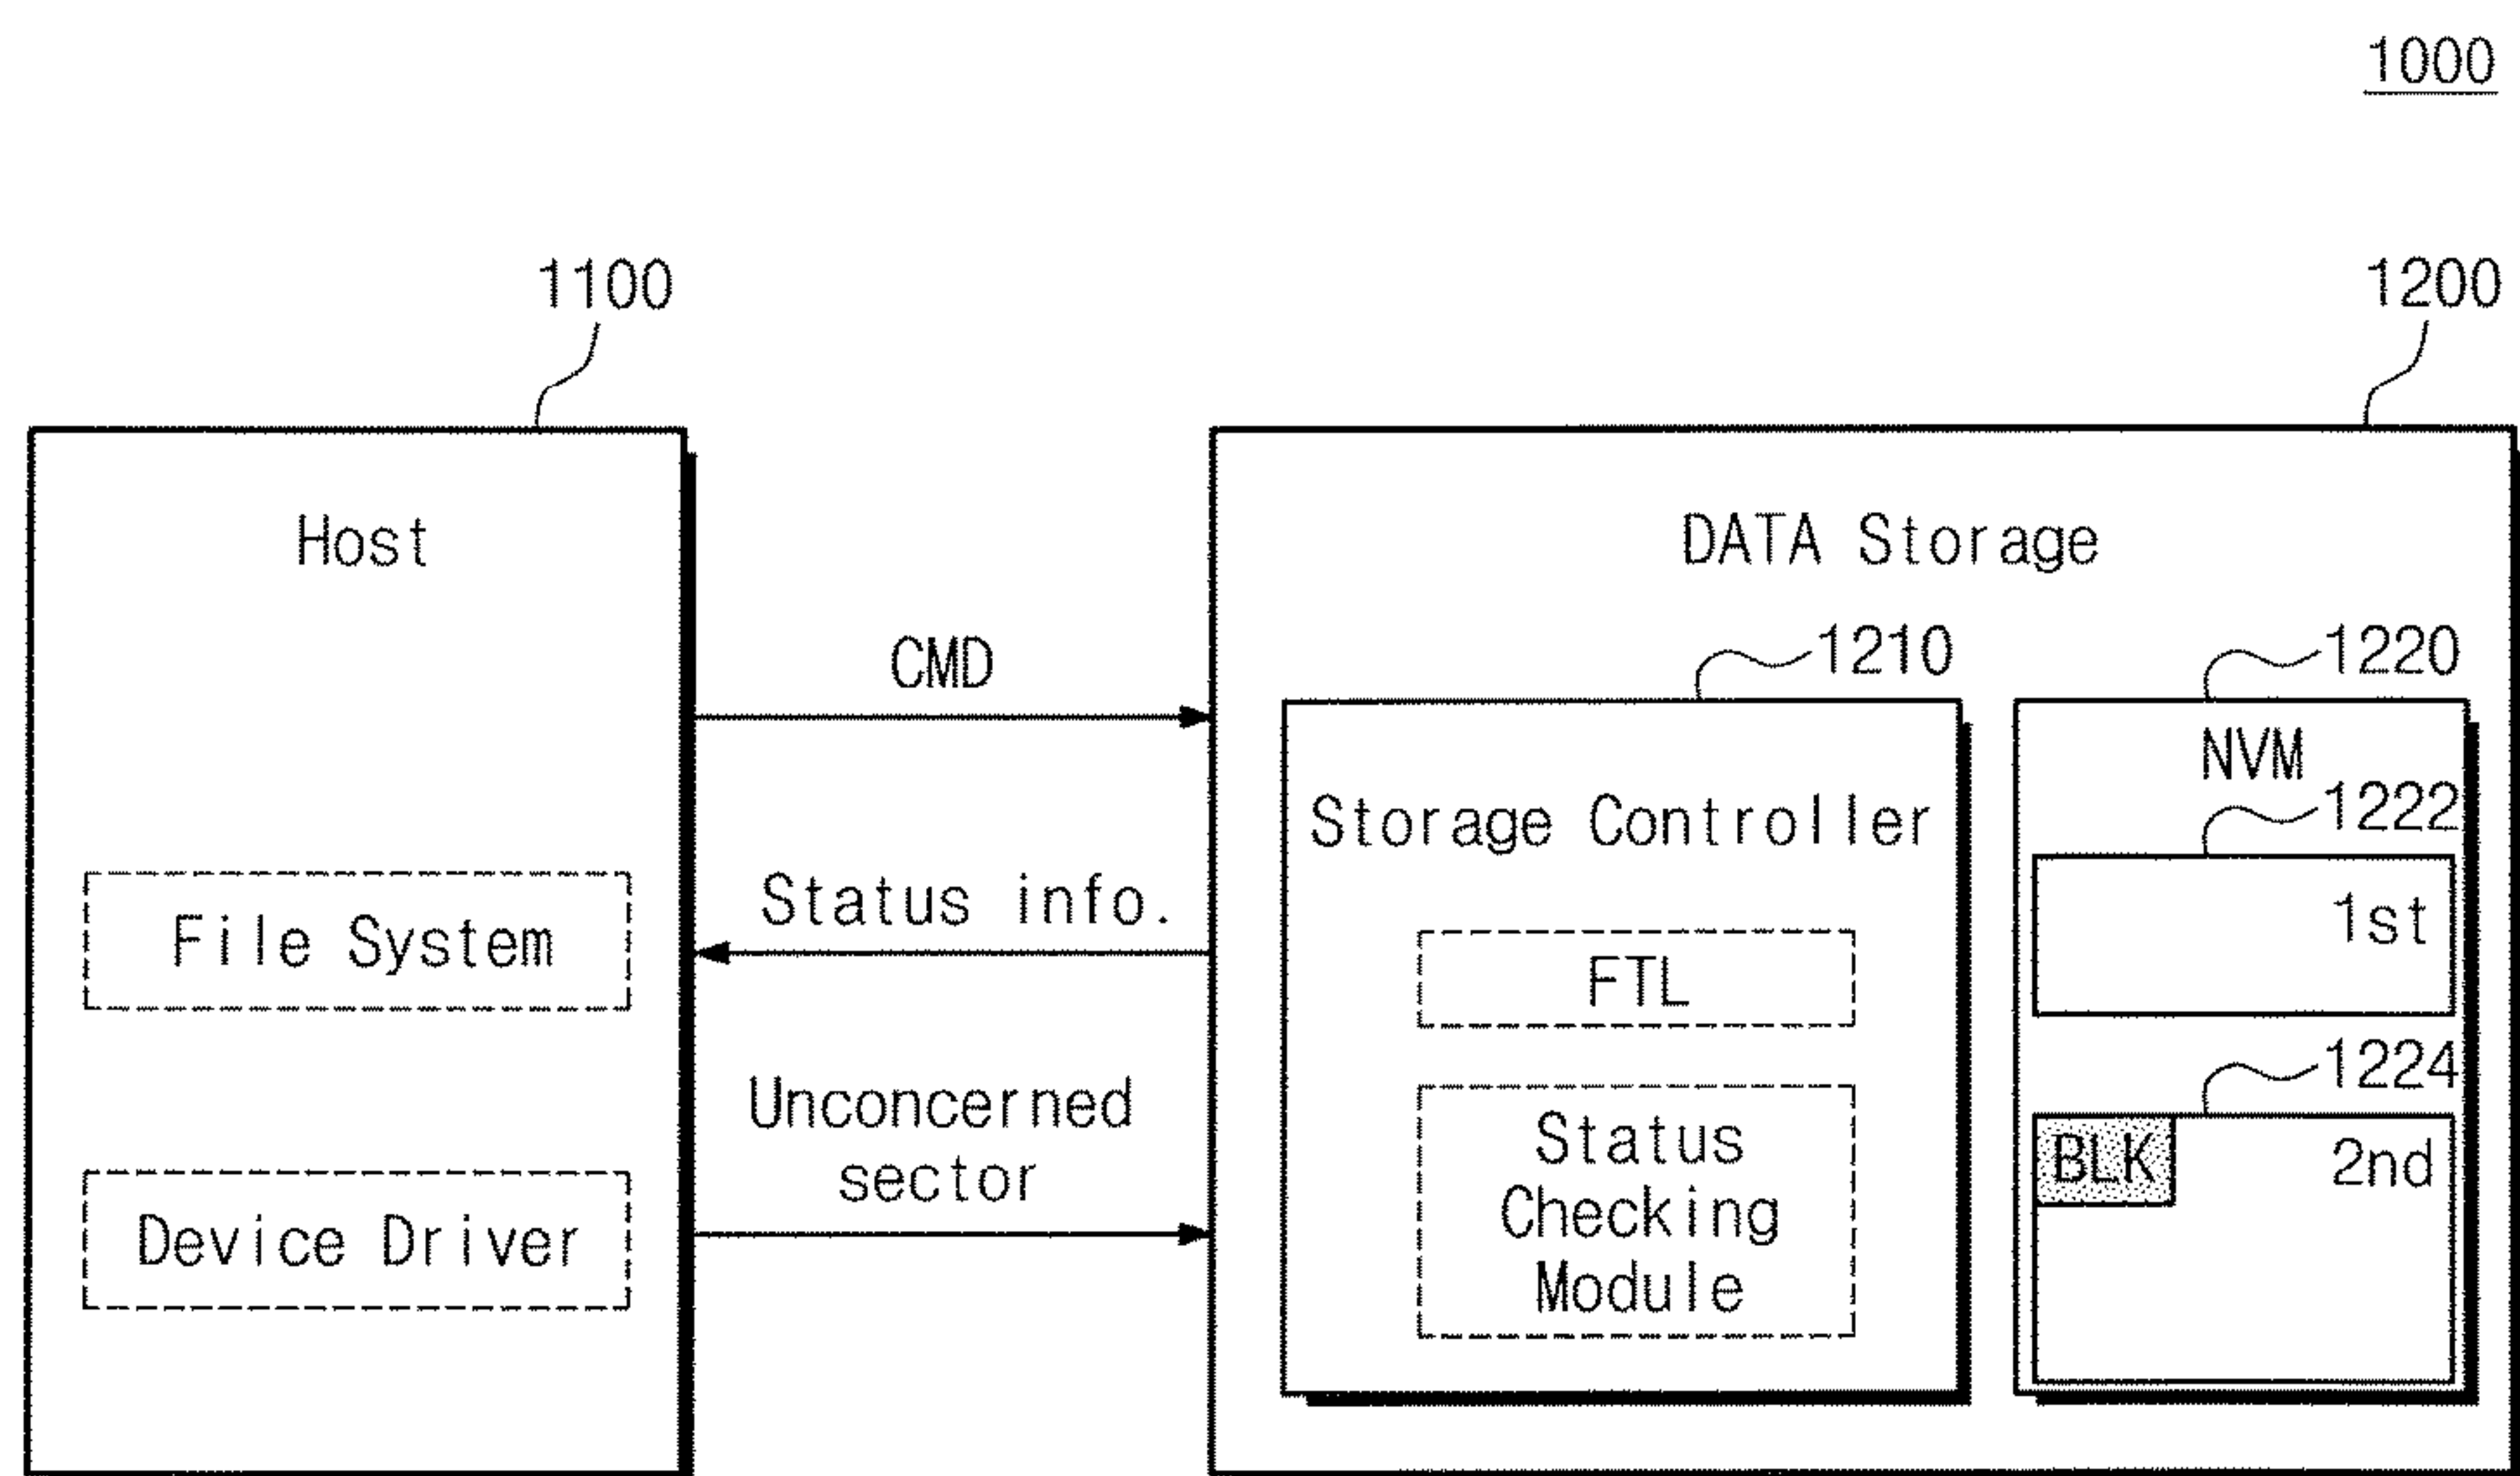 1000
1100
1200
Host
DATA Storage
CMD
1210
1220
NVM
Storage Controller
1222
1st
Status info.
File System
FTL
1224
Unconcerned
sector
Status
Checking
Module
BLK
2nd
Device Driver